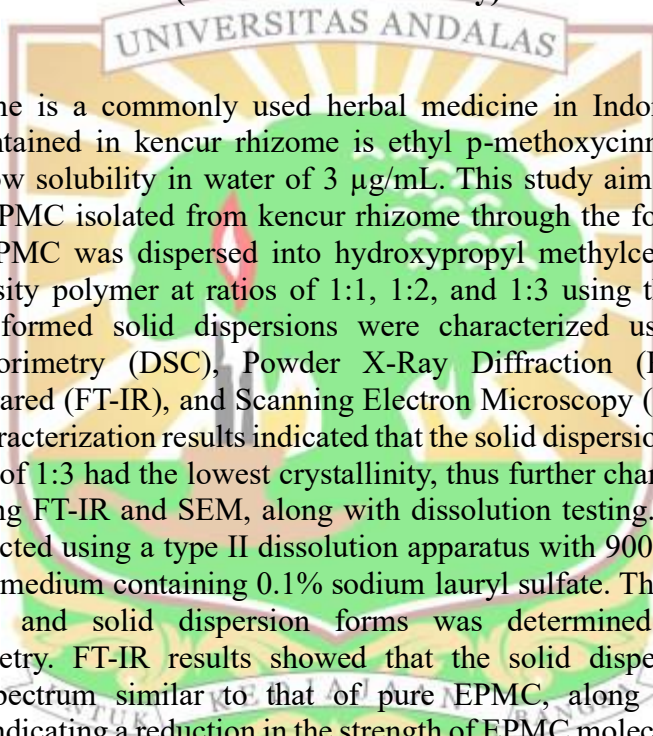 UNIVERSITAS ANDALAS
ne is a commonly used herbal medicine in Indo
ntained in kencur rhizome is ethyl p-methoxycinn
ow solubility in water of 3 µg/mL. This study aim
PMC isolated from kencur rhizome through the fo
PMC was dispersed into hydroxypropyl methylce
sity polymer at ratios of 1:1, 1:2, and 1:3 using t
formed solid dispersions were characterized us
orimetry (DSC), Powder X-Ray Diffraction (
ared (FT-IR), and Scanning Electron Microscopy (
racterization results indicated that the solid dispersio
of 1:3 had the lowest crystallinity, thus further char
ng FT-IR and SEM, along with dissolution testing.
cted using a type II dissolution apparatus with 900
medium containing 0.1% sodium lauryl sulfate. Th
and solid dispersion forms was determined
etry. FT-IR results showed that the solid dispe
pectrum similar to that of pure EPMC, along
UNTUK KEDJAJAAN BANGSA
ndicating a reduction in the strength of EPMC molec